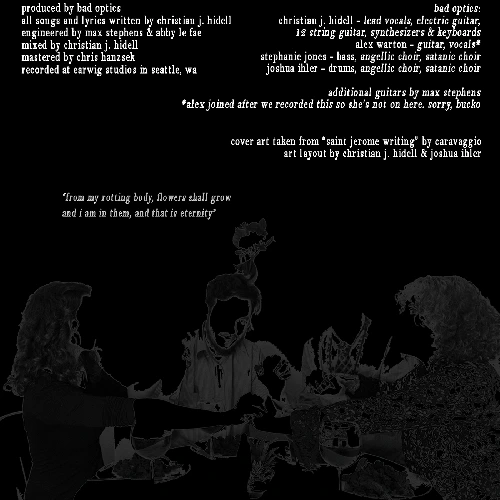 produced by bad optics
all songs and lyrics written by christian j. hidell
engineered by max stephens & abby le fae
mixed by christian j. hidell
mastered by chris hanzsek
recorded at earwig studios in seattle, wa
bad optics:
christian j. hidell - lead vocals, electric guitar,
12 string guitar, synthesizers & keyboards
alex warton - guitar, vocals*
stephanie jones - bass, angellic choir, satanic choir
joshua ihler - drums, angellic choir, satanic choir
additional guitars by max stephens
*alex joined after we recorded this so she's not on here. sorry, bucko
cover art taken from "saint jerome writing" by caravaggio
art layout by christian j. hidell & joshua ihler
"from my rotting body, flowers shall grow
and i am in them, and that is eternity"